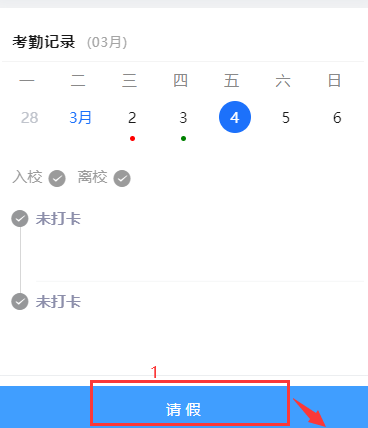 考勤记录 (03月)
一 二 三 四 五 六 日
28 3月 2 3 4 5 6
入校 离校
未打卡
未打卡
1
请假